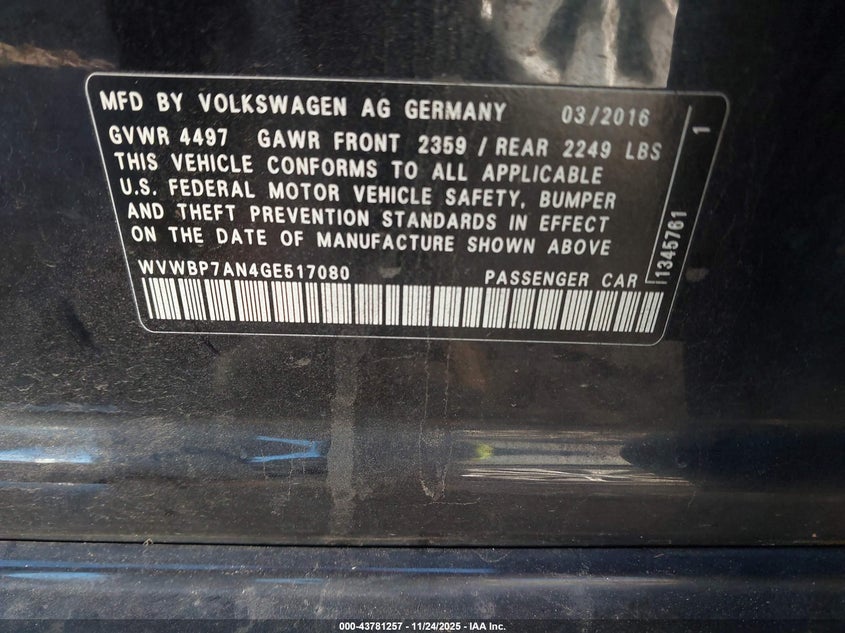 MFD BY VOLKSWAGEN AG GERMANY 03/2016
GVWR 4497 GAWR FRONT 2359 / REAR 2249 LBS
THIS VEHICLE CONFORMS TO ALL APPLICABLE
U.S. FEDERAL MOTOR VEHICLE SAFETY, BUMPER
AND THEFT PREVENTION STANDARDS IN EFFECT
ON THE DATE OF MANUFACTURE SHOWN ABOVE
WVWBP7AN4GE517080 PASSENGER CAR
1345761 1
000-43781257 - 11/24/2025 - IAA Inc.